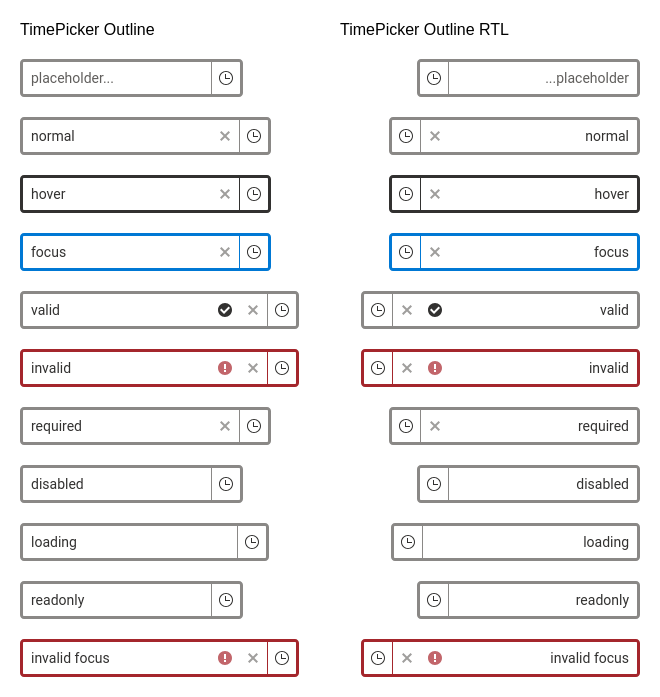 TimePicker Outline
placeholder...
normal
hover
focus
valid
invalid
required
disabled
loading
readonly
invalid focus
TimePicker Outline RTL
...placeholder
normal
hover
focus
valid
invalid
required
disabled
loading
readonly
invalid focus